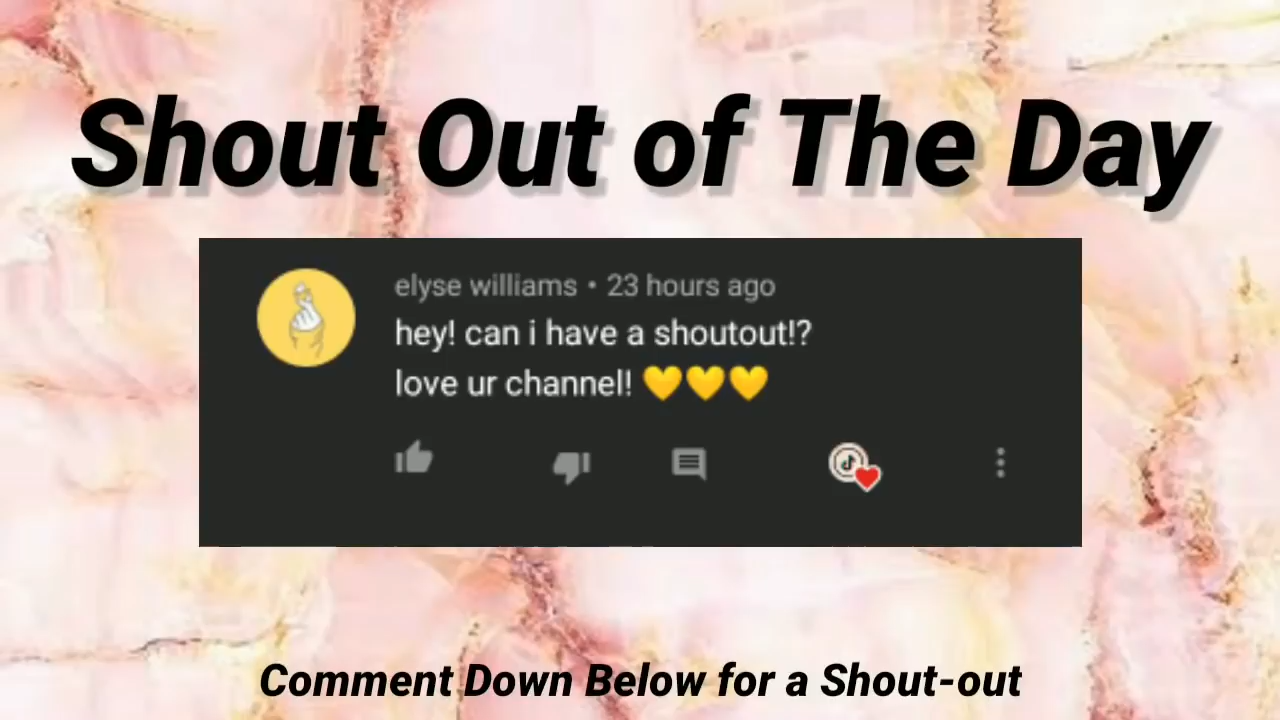 Shout Out of The Day
elyse williams • 23 hours ago
hey! can i have a shoutout!?
love ur channel! 💛💛💛
Comment Down Below for a Shout-out